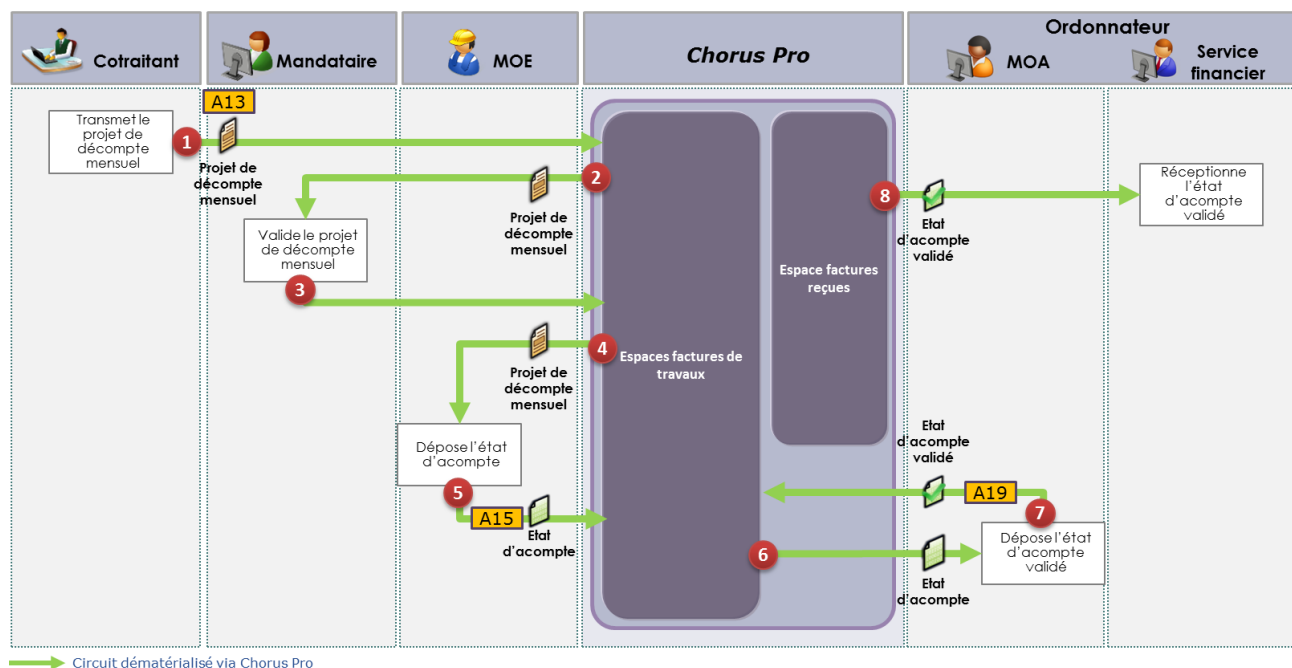 Cotraitant
Mandataire
MOE
Chorus Pro
Ordonnateur
MOA
Service
financier
A13
Transmet le
projet de
décompte
mensuel
1
Projet de
décompte
mensuel
2
Projet de
décompte
mensuel
8
Etat
d'acompte
validé
Réceptionne
l'état
d'acompte
validé
Valide le projet
de décompte
mensuel
3
Espace factures
reçues
4
Projet de
décompte
mensuel
Espaces factures de
travaux
Dépose l'état
d'acompte
5
A15
Etat
d'acompte
Etat
d'acompte
validé
A19
7
Dépose l'état
d'acompte
validé
6
Etat
d'acompte
Circuit dématérialisé via Chorus Pro